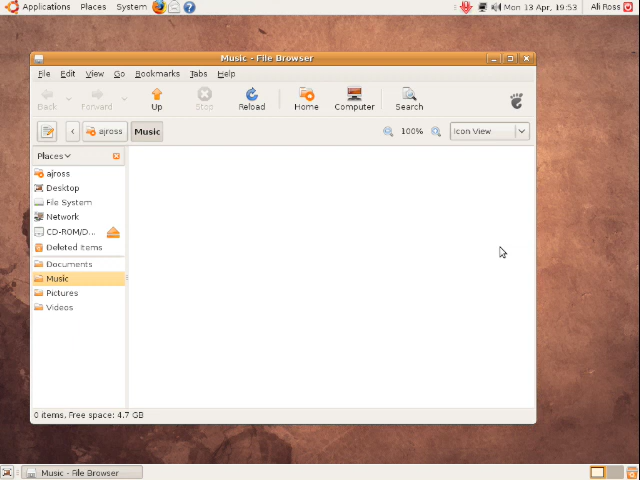 Applications Places System Mon 13 Apr, 19:53 Ali Ross
Music - File Browser
File Edit View Go Bookmarks Tabs Help
Back Forward Up Stop Reload Home Computer Search
ajross Music 100% Icon View
Places
ajross
Desktop
File System
Network
CD-ROM/D...
Deleted Items
Documents
Music
Pictures
Videos
0 items, Free space: 4.7 GB
Music - File Browser